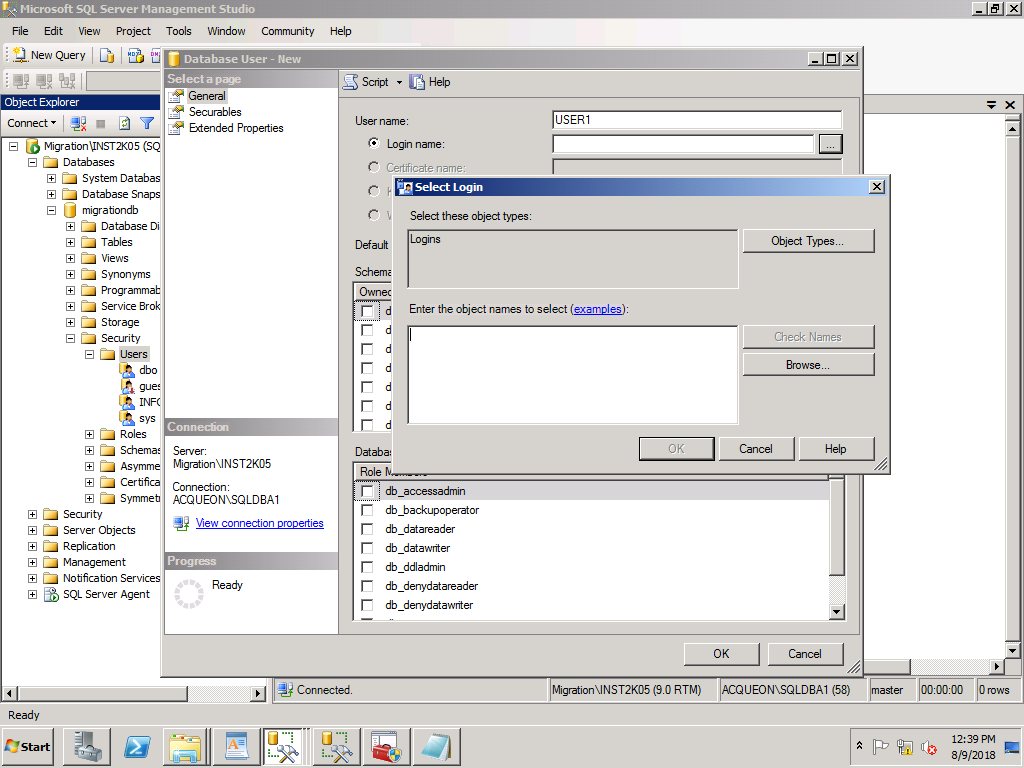 Microsoft SQL Server Management Studio
File Edit View Project Tools Window Community Help
New Query
Database User - New
Select a page
Script Help
Object Explorer
General
Connect
Securables
User name: USER1
Extended Properties
Migration\INST2K05 (SQ
Login name: ...
Databases
Certificate name:
System Databas
Select Login
Database Snaps
migrationdb
Select these object types:
Database Di
Logins
Object Types...
Tables
Default
Views
Synonyms
Schema
Programmab
Owned
Service Brok
Enter the object names to select (examples):
Storage
Security
Check Names
Users
Browse...
dbo
gues
INFO
sys
Connection
Roles
Server:
Databas
OK Cancel Help
Schemas
Migration\INST2K05
Role Members
Asymme
Connection:
db_accessadmin
Certifica
ACQUEON\SQLDBA1
Symmetr
db_backupoperator
Security
View connection properties
db_datareader
Server Objects
db_datawriter
Replication
Progress
db_ddladmin
Management
Ready
db_denydatareader
Notification Services
db_denydatawriter
SQL Server Agent
OK Cancel
Connected. Migration\INST2K05 (9.0 RTM) ACQUEON\SQLDBA1 (58) master 00:00:00 0 rows
Ready
Start
12:39 PM
8/9/2018